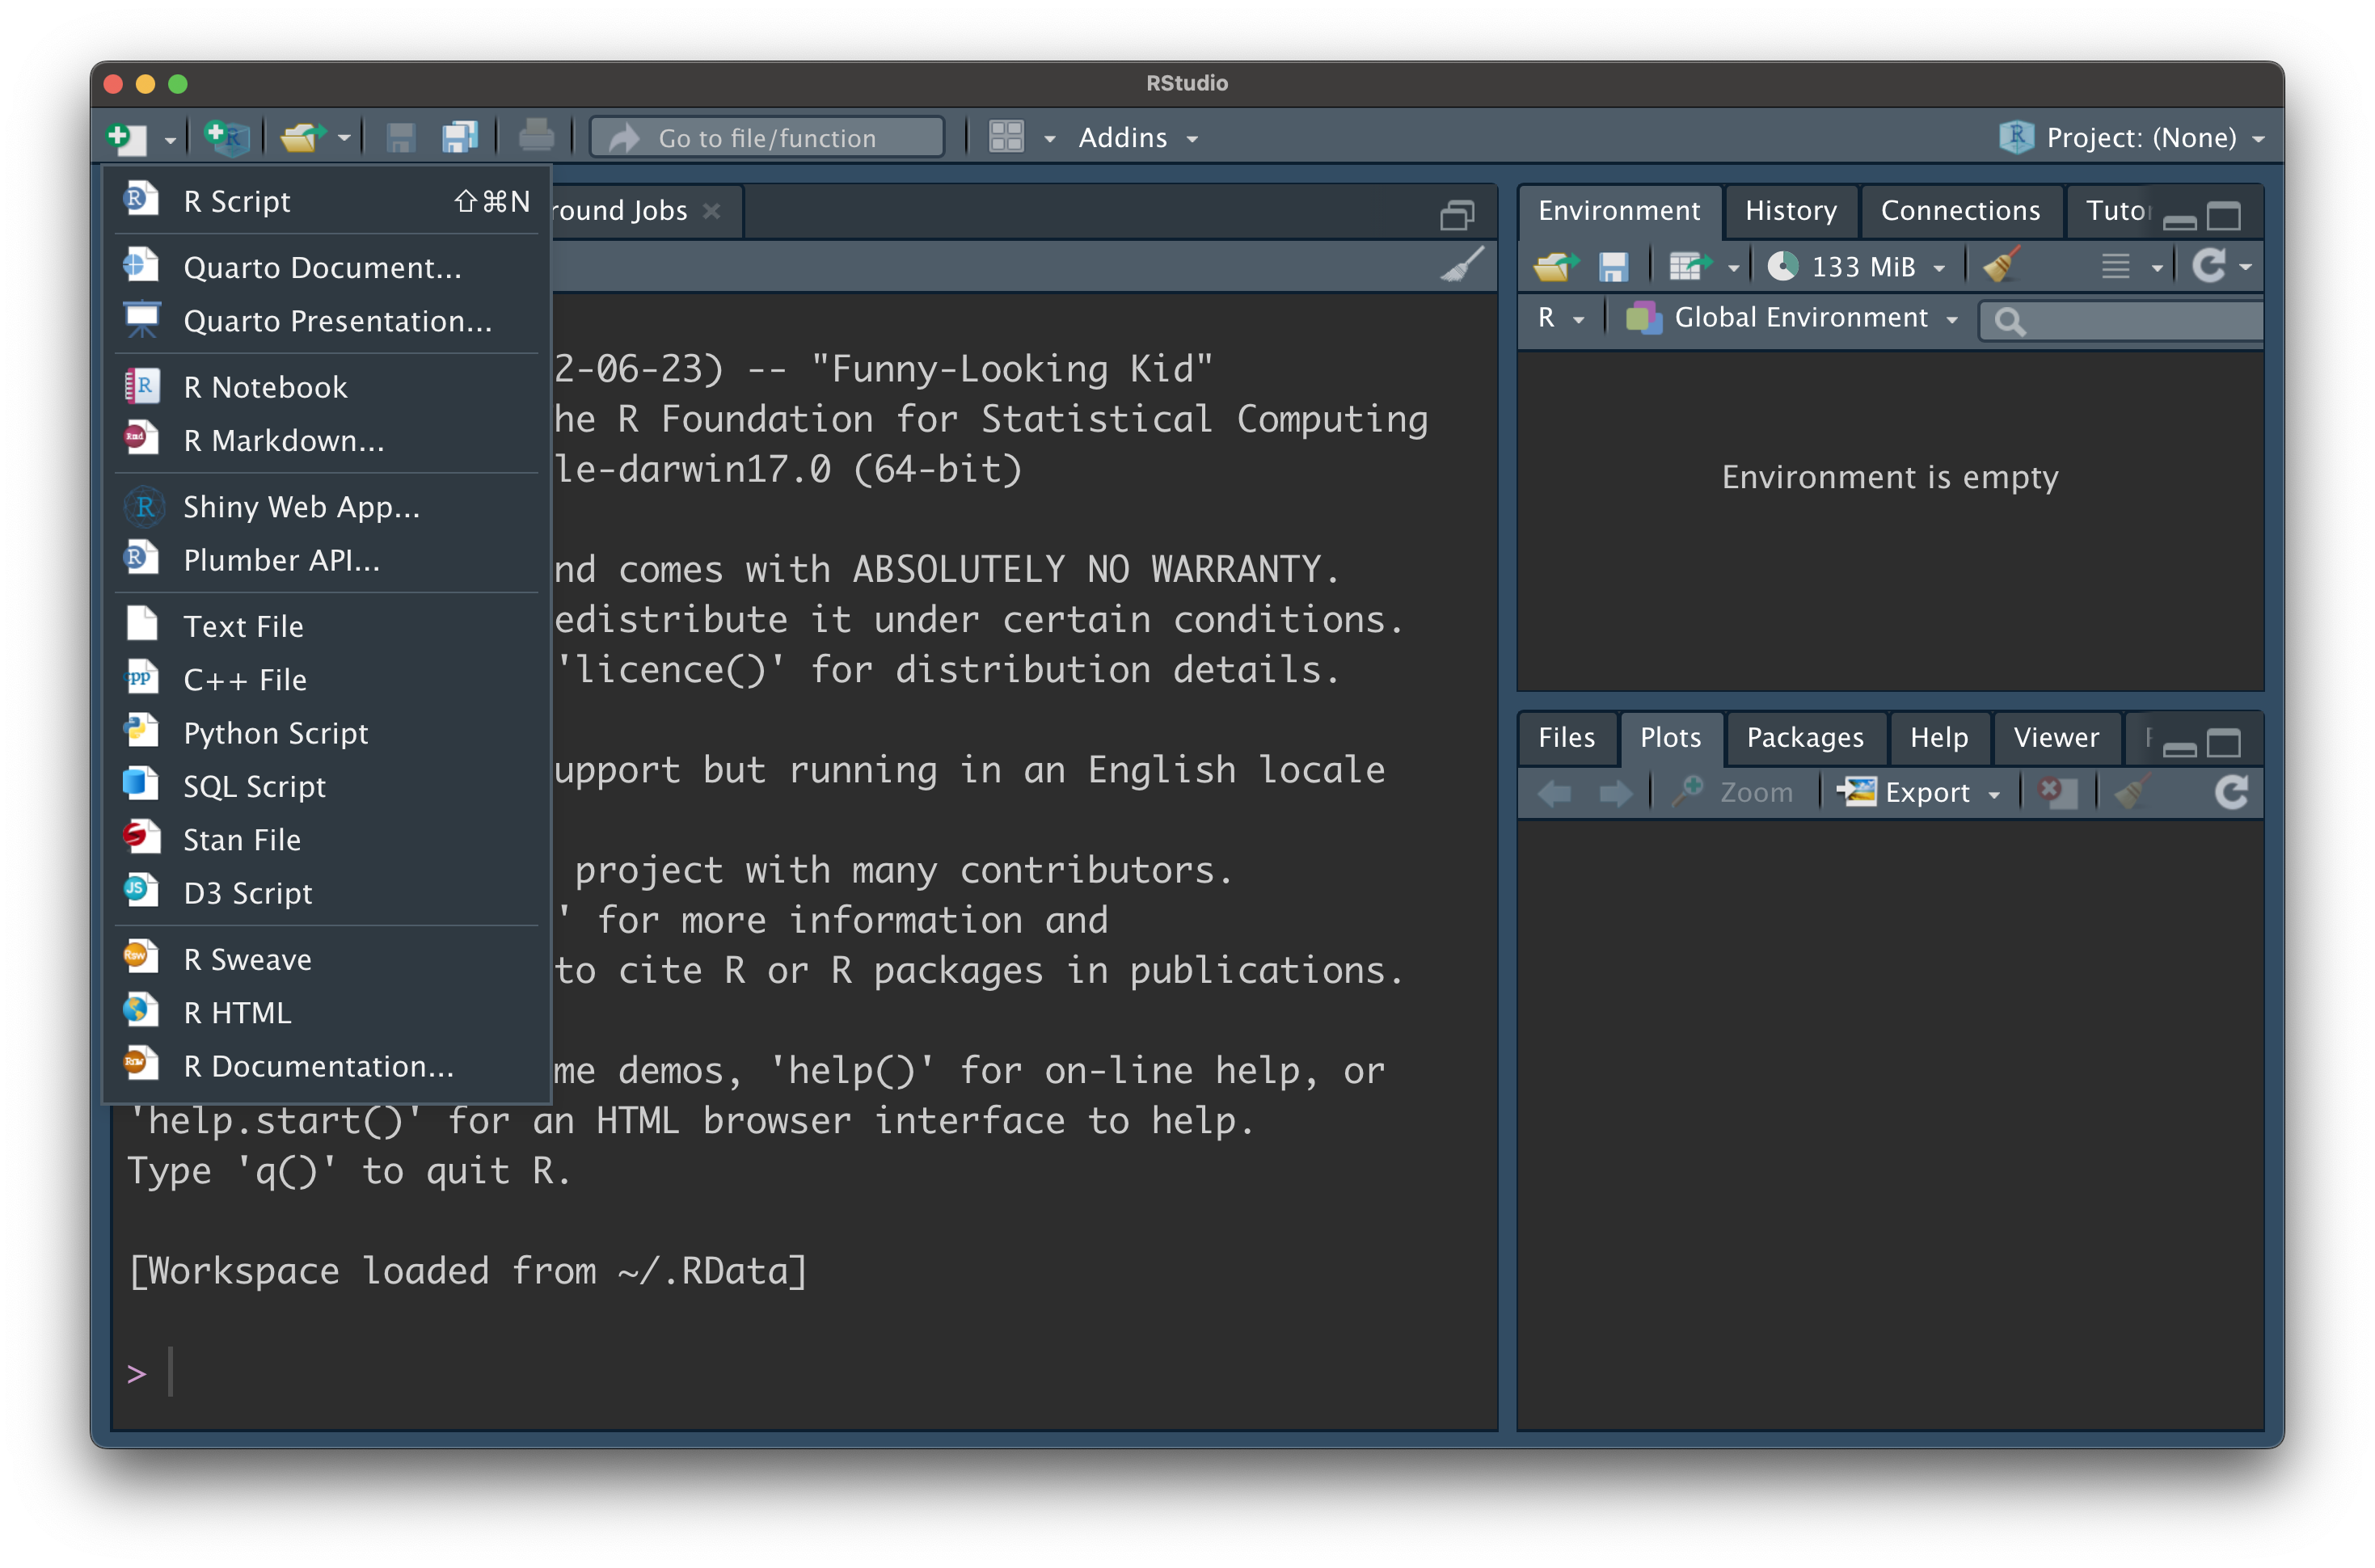 RStudio
Go to file/function
Addins
Project: (None)
R Script ⇧⌘N
Quarto Document...
Quarto Presentation...
R Notebook
R Markdown...
Shiny Web App...
Plumber API...
Text File
C++ File
Python Script
SQL Script
Stan File
D3 Script
R Sweave
R HTML
R Documentation...
round Jobs
2-06-23) -- "Funny-Looking Kid"
he R Foundation for Statistical Computing
le-darwin17.0 (64-bit)
nd comes with ABSOLUTELY NO WARRANTY.
edistribute it under certain conditions.
'licence()' for distribution details.
upport but running in an English locale
project with many contributors.
' for more information and
to cite R or R packages in publications.
me demos, 'help()' for on-line help, or
'help.start()' for an HTML browser interface to help.
Type 'q()' to quit R.
[Workspace loaded from ~/.RData]
>
Environment History Connections Tuto
133 MiB
R Global Environment
Environment is empty
Files Plots Packages Help Viewer
Zoom Export